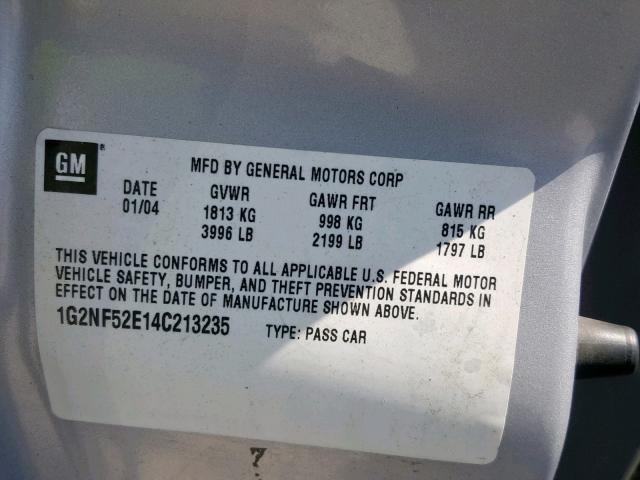 GM ®
MFD BY GENERAL MOTORS CORP
DATE GVWR GAWR FRT GAWR RR
01/04 1813 KG 998 KG 815 KG
3996 LB 2199 LB 1797 LB
THIS VEHICLE CONFORMS TO ALL APPLICABLE U.S. FEDERAL MOTOR
VEHICLE SAFETY, BUMPER, AND THEFT PREVENTION STANDARDS IN
EFFECT ON THE DATE OF MANUFACTURE SHOWN ABOVE.
1G2NF52E14C213235 TYPE: PASS CAR